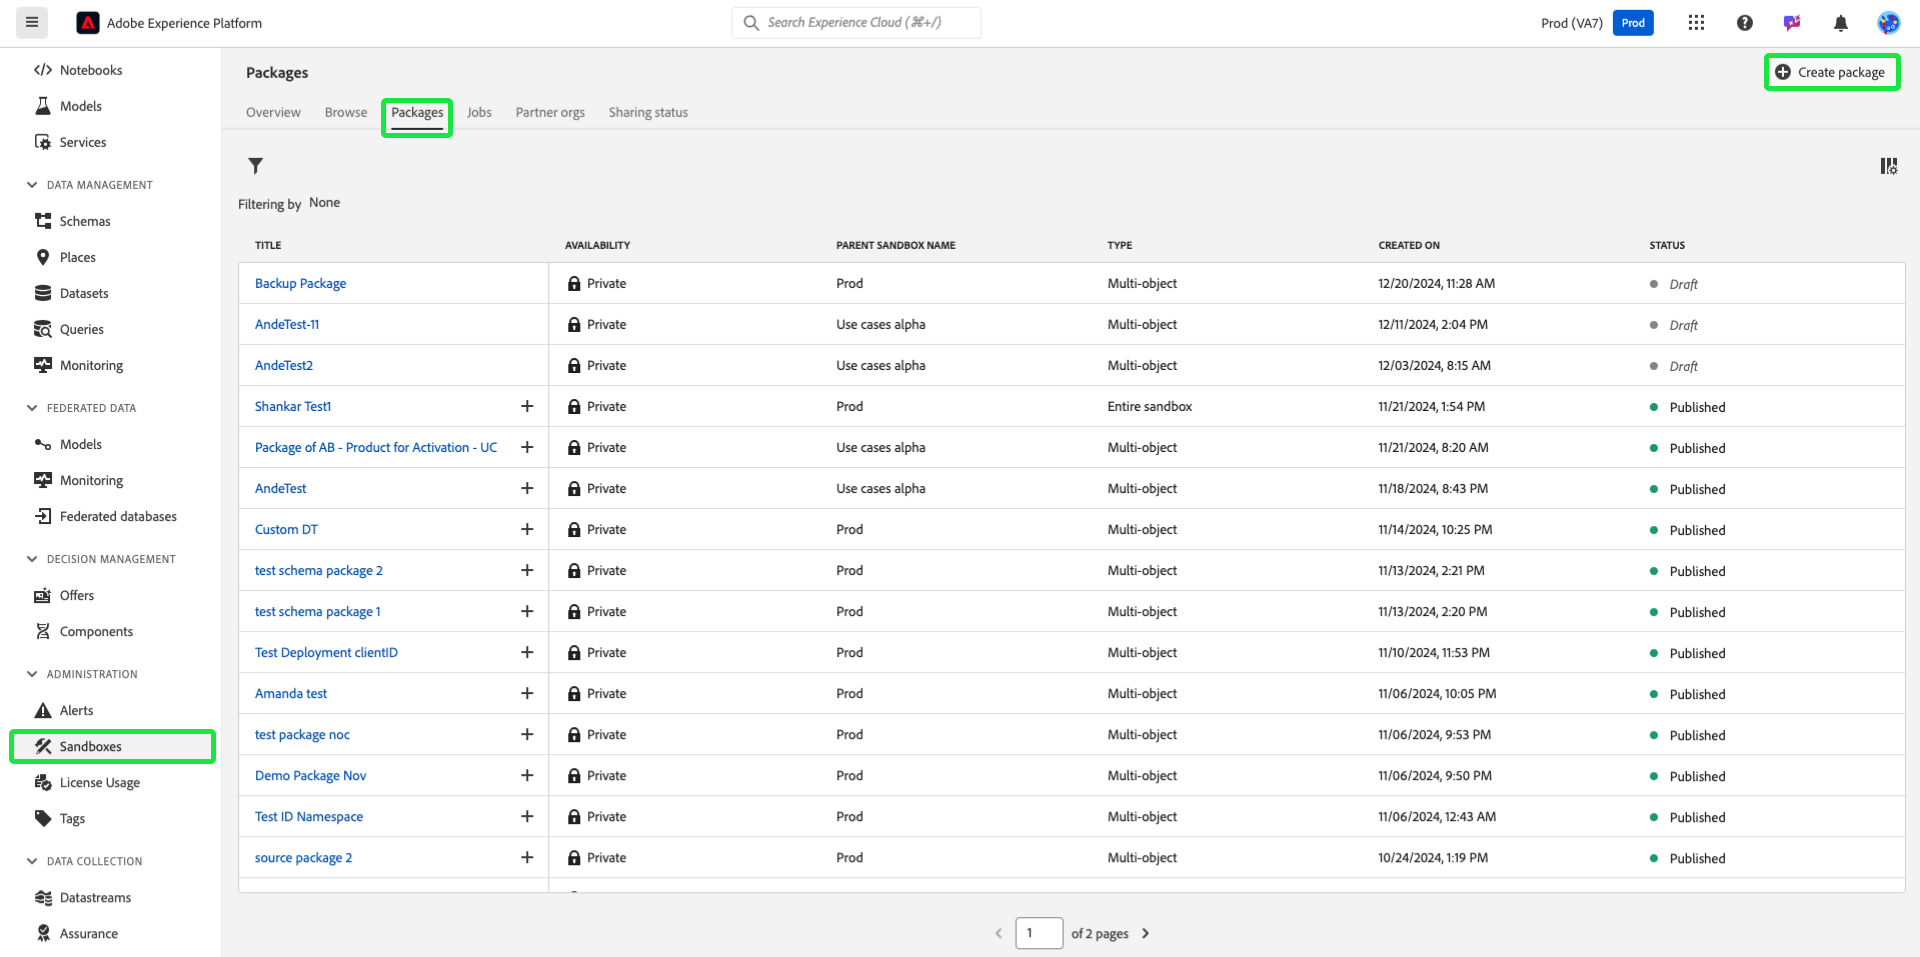 Adobe Experience Platform
Search Experience Cloud (⌘+/)
Prod (VA7)
Prod
Notebooks
Models
Services
DATA MANAGEMENT
Schemas
Places
Datasets
Queries
Monitoring
FEDERATED DATA
Models
Monitoring
Federated databases
DECISION MANAGEMENT
Offers
Components
ADMINISTRATION
Alerts
Sandboxes
License Usage
Tags
DATA COLLECTION
Datastreams
Assurance
Packages
Create package
Overview Browse Packages Jobs Partner orgs Sharing status
Filtering by None
TITLE AVAILABILITY PARENT SANDBOX NAME TYPE CREATED ON STATUS
Backup Package Private Prod Multi-object 12/20/2024, 11:28 AM Draft
AndeTest-11 Private Use cases alpha Multi-object 12/11/2024, 2:04 PM Draft
AndeTest2 Private Use cases alpha Multi-object 12/03/2024, 8:15 AM Draft
Shankar Test1 + Private Prod Entire sandbox 11/21/2024, 1:54 PM Published
Package of AB - Product for Activation - UC + Private Use cases alpha Multi-object 11/21/2024, 8:20 AM Published
AndeTest + Private Use cases alpha Multi-object 11/18/2024, 8:43 PM Published
Custom DT + Private Prod Multi-object 11/14/2024, 10:25 PM Published
test schema package 2 + Private Prod Multi-object 11/13/2024, 2:21 PM Published
test schema package 1 + Private Prod Multi-object 11/13/2024, 2:20 PM Published
Test Deployment clientID + Private Prod Multi-object 11/10/2024, 11:53 PM Published
Amanda test + Private Prod Multi-object 11/06/2024, 10:05 PM Published
test package noc + Private Prod Multi-object 11/06/2024, 9:53 PM Published
Demo Package Nov + Private Prod Multi-object 11/06/2024, 9:50 PM Published
Test ID Namespace + Private Prod Multi-object 11/06/2024, 12:43 AM Published
source package 2 + Private Prod Multi-object 10/24/2024, 1:19 PM Published
1 of 2 pages